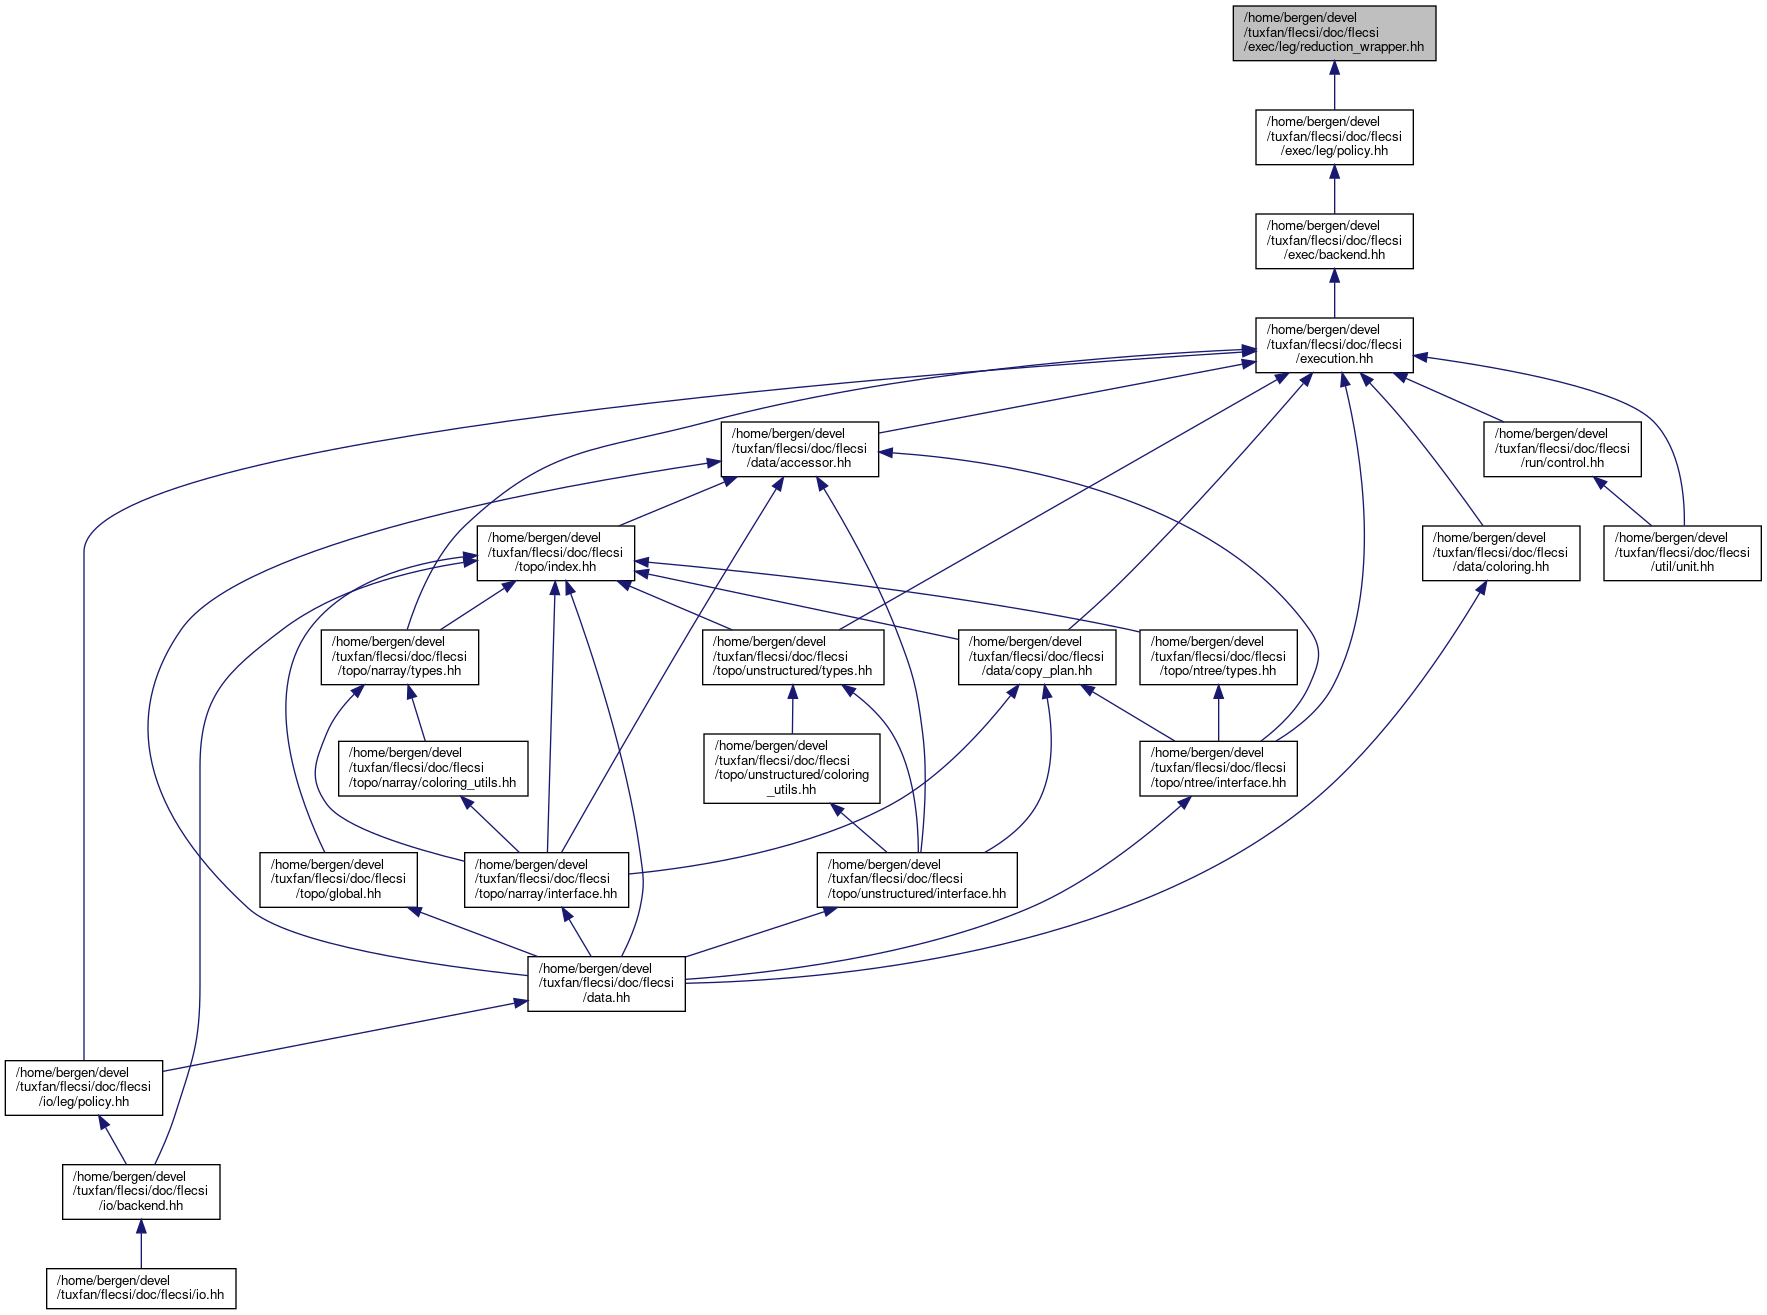 /home/bergen/devel
/tuxfan/flecsi/doc/flecsi
/exec/leg/reduction_wrapper.hh
/home/bergen/devel
/tuxfan/flecsi/doc/flecsi
/exec/leg/policy.hh
/home/bergen/devel
/tuxfan/flecsi/doc/flecsi
/exec/backend.hh
/home/bergen/devel
/tuxfan/flecsi/doc/flecsi
/execution.hh
/home/bergen/devel
/tuxfan/flecsi/doc/flecsi
/data/accessor.hh
/home/bergen/devel
/tuxfan/flecsi/doc/flecsi
/run/control.hh
/home/bergen/devel
/tuxfan/flecsi/doc/flecsi
/topo/index.hh
/home/bergen/devel
/tuxfan/flecsi/doc/flecsi
/data/coloring.hh
/home/bergen/devel
/tuxfan/flecsi/doc/flecsi
/util/unit.hh
/home/bergen/devel
/tuxfan/flecsi/doc/flecsi
/topo/narray/types.hh
/home/bergen/devel
/tuxfan/flecsi/doc/flecsi
/topo/unstructured/types.hh
/home/bergen/devel
/tuxfan/flecsi/doc/flecsi
/data/copy_plan.hh
/home/bergen/devel
/tuxfan/flecsi/doc/flecsi
/topo/ntree/types.hh
/home/bergen/devel
/tuxfan/flecsi/doc/flecsi
/topo/narray/coloring_utils.hh
/home/bergen/devel
/tuxfan/flecsi/doc/flecsi
/topo/unstructured/coloring
_utils.hh
/home/bergen/devel
/tuxfan/flecsi/doc/flecsi
/topo/ntree/interface.hh
/home/bergen/devel
/tuxfan/flecsi/doc/flecsi
/topo/global.hh
/home/bergen/devel
/tuxfan/flecsi/doc/flecsi
/topo/narray/interface.hh
/home/bergen/devel
/tuxfan/flecsi/doc/flecsi
/topo/unstructured/interface.hh
/home/bergen/devel
/tuxfan/flecsi/doc/flecsi
/data.hh
/home/bergen/devel
/tuxfan/flecsi/doc/flecsi
/io/leg/policy.hh
/home/bergen/devel
/tuxfan/flecsi/doc/flecsi
/io/backend.hh
/home/bergen/devel
/tuxfan/flecsi/doc/flecsi/io.hh